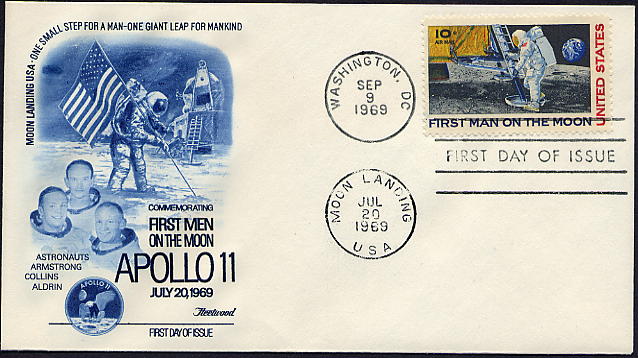 MOON LANDING USA-ONE SMALL STEP FOR A MAN-ONE GIANT LEAP FOR MANKIND
COMMEMORATING
FIRST MEN
ON THE MOON
APOLLO 11
JULY 20, 1969
Fleetwood
FIRST DAY OF ISSUE
ASTRONAUTS
ARMSTRONG
COLLINS
ALDRIN
APOLLO 11
WASHINGTON, DC
SEP
9
1969
MOON LANDING
JUL
20
1969
USA
10¢
AIR MAIL
UNITED STATES
FIRST MAN ON THE MOON
FIRST DAY OF ISSUE